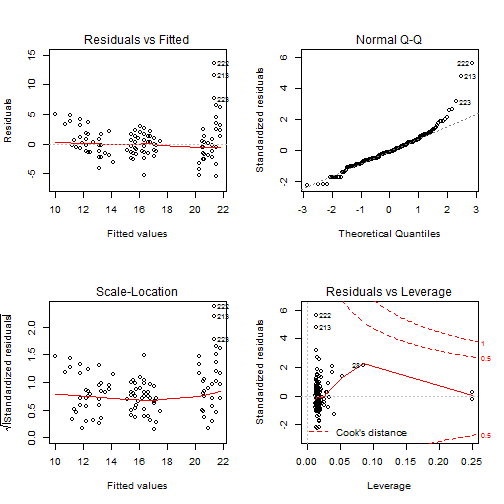 Residuals vs Fitted
Residuals
15
10
5
0
-5
222
213
223
10 12 14 16 18 20 22
Fitted values
Normal Q-Q
Standardized residuals
6
4
2
0
-2
222
213
223
-3 -2 -1 0 1 2 3
Theoretical Quantiles
Scale-Location
√|Standardized residuals|
2.0
1.5
1.0
0.5
0.0
222
213
223
10 12 14 16 18 20 22
Fitted values
Residuals vs Leverage
Standardized residuals
6
4
2
0
-2
222
213
1
0.5
0.5
Cook's distance
0.00 0.05 0.10 0.15 0.20 0.25
Leverage